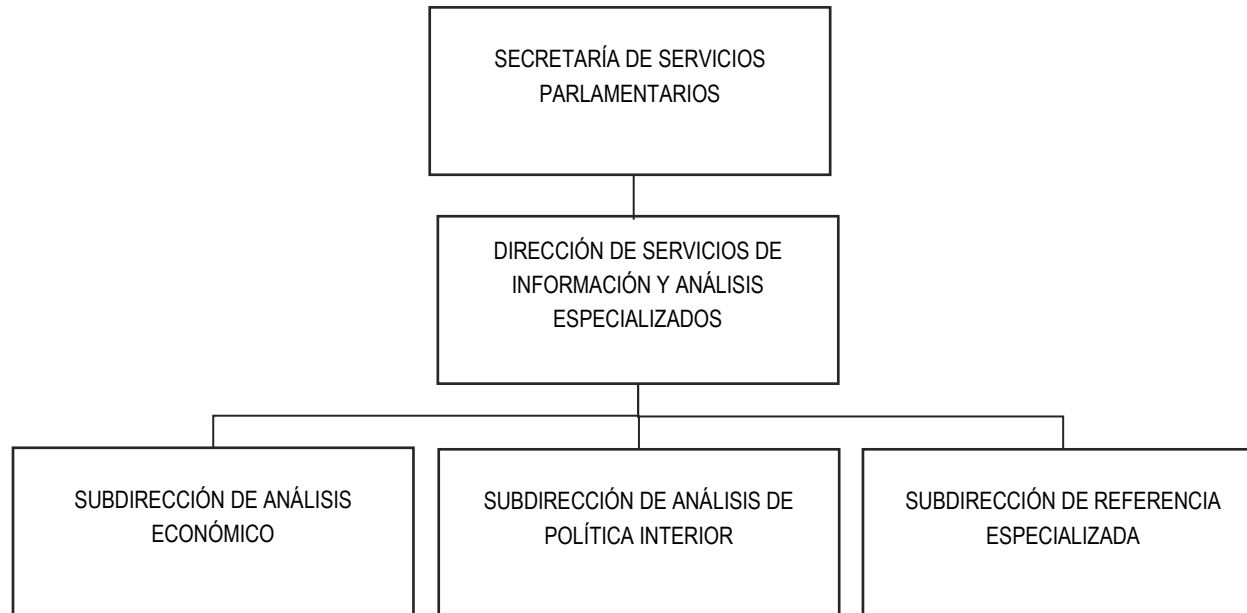 SECRETARÍA DE SERVICIOS
PARLAMENTARIOS
DIRECCIÓN DE SERVICIOS DE
INFORMACIÓN Y ANÁLISIS
ESPECIALIZADOS
SUBDIRECCIÓN DE ANÁLISIS
ECONÓMICO
SUBDIRECCIÓN DE ANÁLISIS DE
POLÍTICA INTERIOR
SUBDIRECCIÓN DE REFERENCIA
ESPECIALIZADA